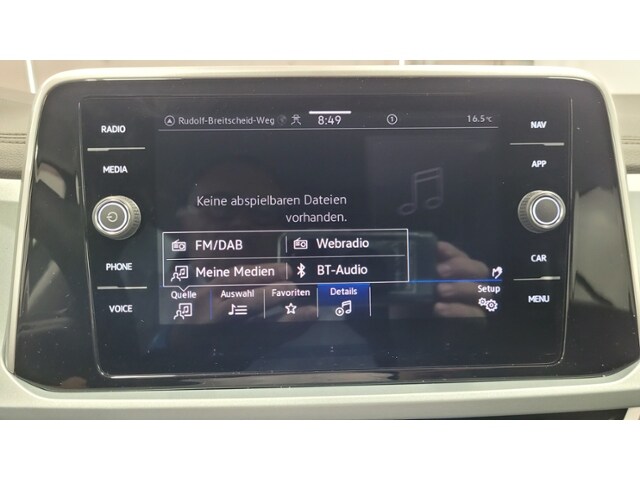 RADIO
MEDIA
PHONE
VOICE
Rudolf-Breitscheid-Weg 8:49 1 16.5°C
Keine abspielbaren Dateien
vorhanden.
FM/DAB Webradio
Meine Medien BT-Audio
Quelle Auswahl Favoriten Details Setup
NAV
APP
CAR
MENU